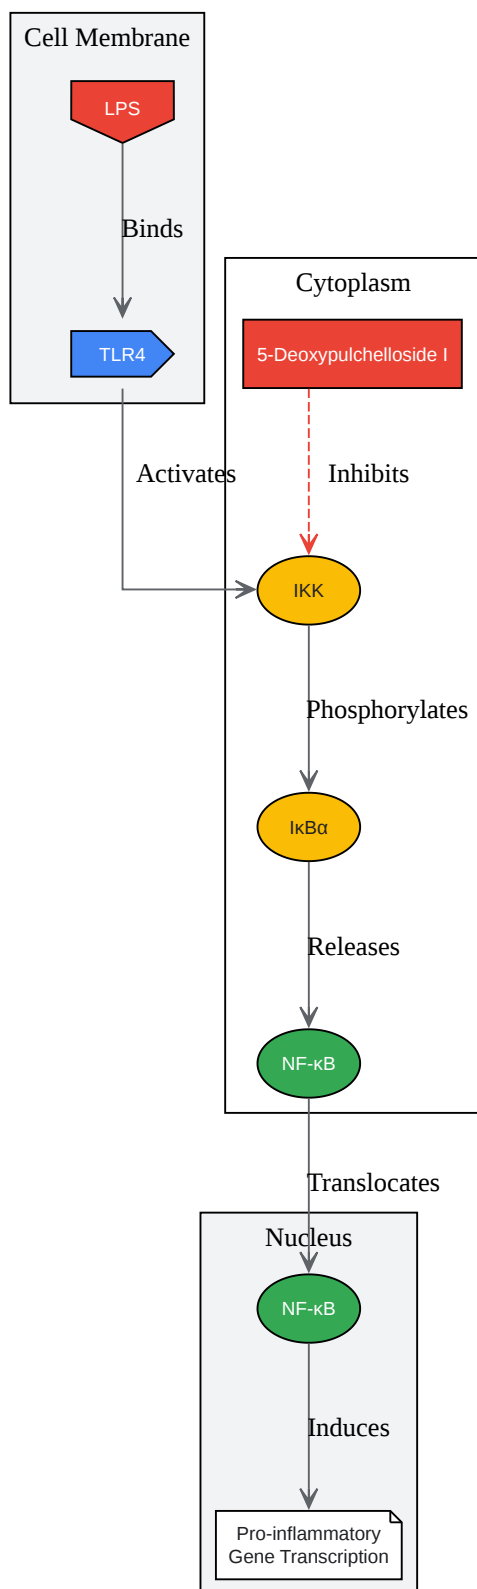 Cell Membrane
LPS
Binds
TLR4
Activates
Cytoplasm
5-Deoxypulchelloside I
Inhibits
IKK
Phosphorylates
IκBα
Releases
NF-κB
Translocates
Nucleus
NF-κB
Induces
Pro-inflammatory
Gene Transcription